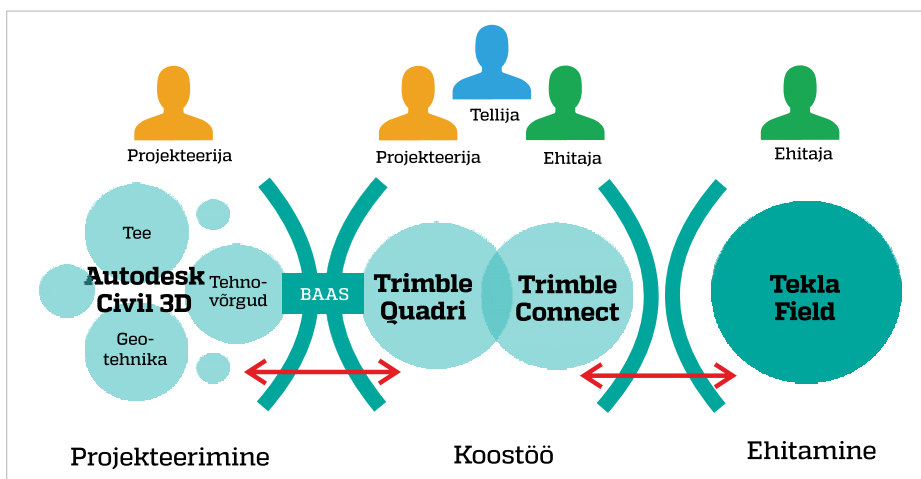 Tellija
Projekteerija
Projekteerija
Ehitaja
Ehitaja
Tee
Autodesk
Civil 3D
Tehno-
võrgud
Geo-
tehnika
BAAS
Trimble
Quadri
Trimble
Connect
Tekla
Field
Projekteerimine
Koostöö
Ehitamine